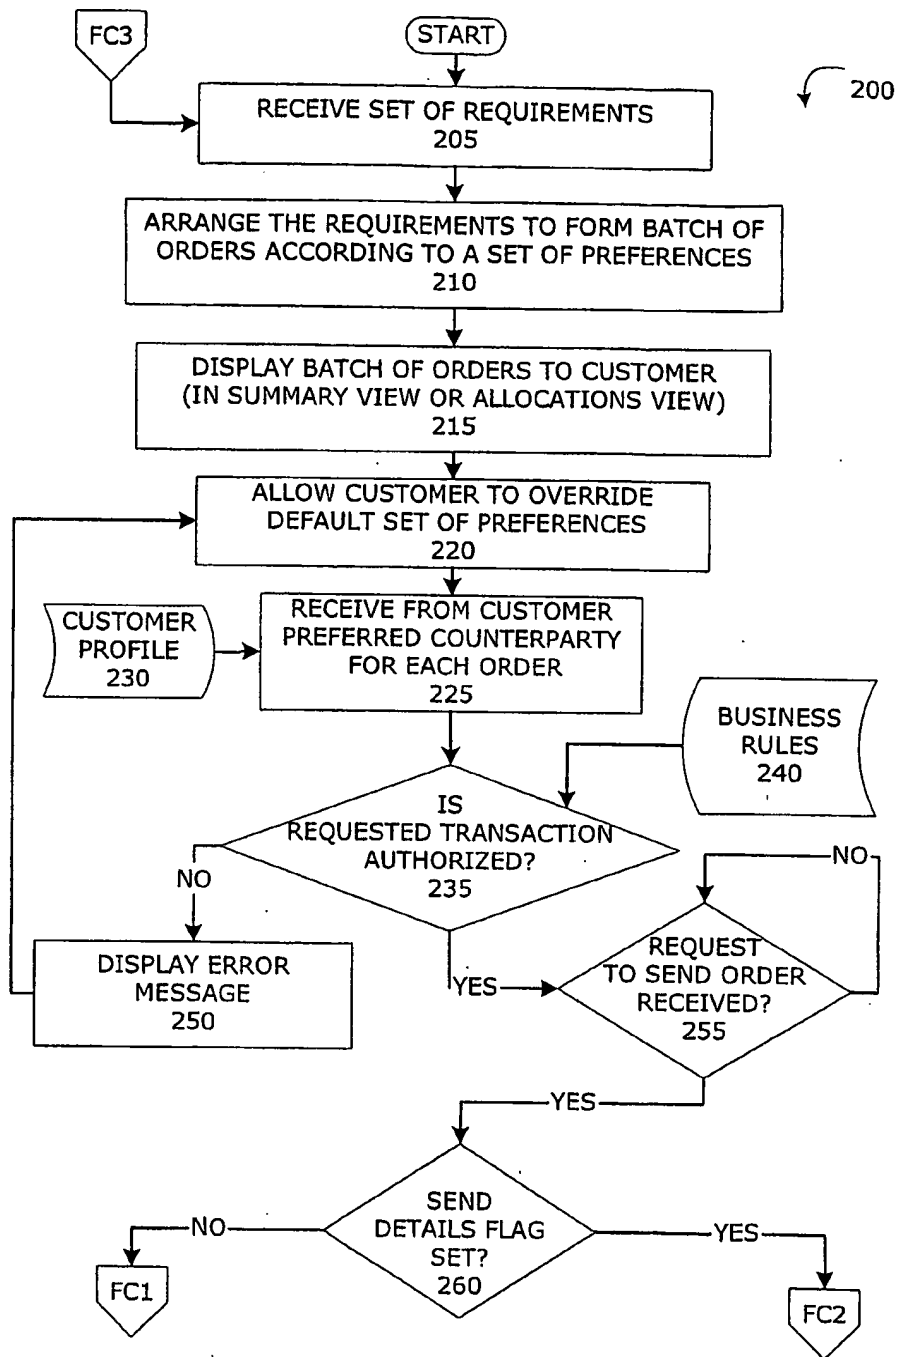 FC3
START
200
RECEIVE SET OF REQUIREMENTS
205
ARRANGE THE REQUIREMENTS TO FORM BATCH OF
ORDERS ACCORDING TO A SET OF PREFERENCES
210
DISPLAY BATCH OF ORDERS TO CUSTOMER
(IN SUMMARY VIEW OR ALLOCATIONS VIEW)
215
ALLOW CUSTOMER TO OVERRIDE
DEFAULT SET OF PREFERENCES
220
CUSTOMER
PROFILE
230
RECEIVE FROM CUSTOMER
PREFERRED COUNTERPARTY
FOR EACH ORDER
225
BUSINESS
RULES
240
IS
REQUESTED TRANSACTION
AUTHORIZED?
235
NO
NO
DISPLAY ERROR
MESSAGE
250
YES
REQUEST
TO SEND ORDER
RECEIVED?
255
YES
SEND
DETAILS FLAG
SET?
260
NO
YES
FC1
FC2